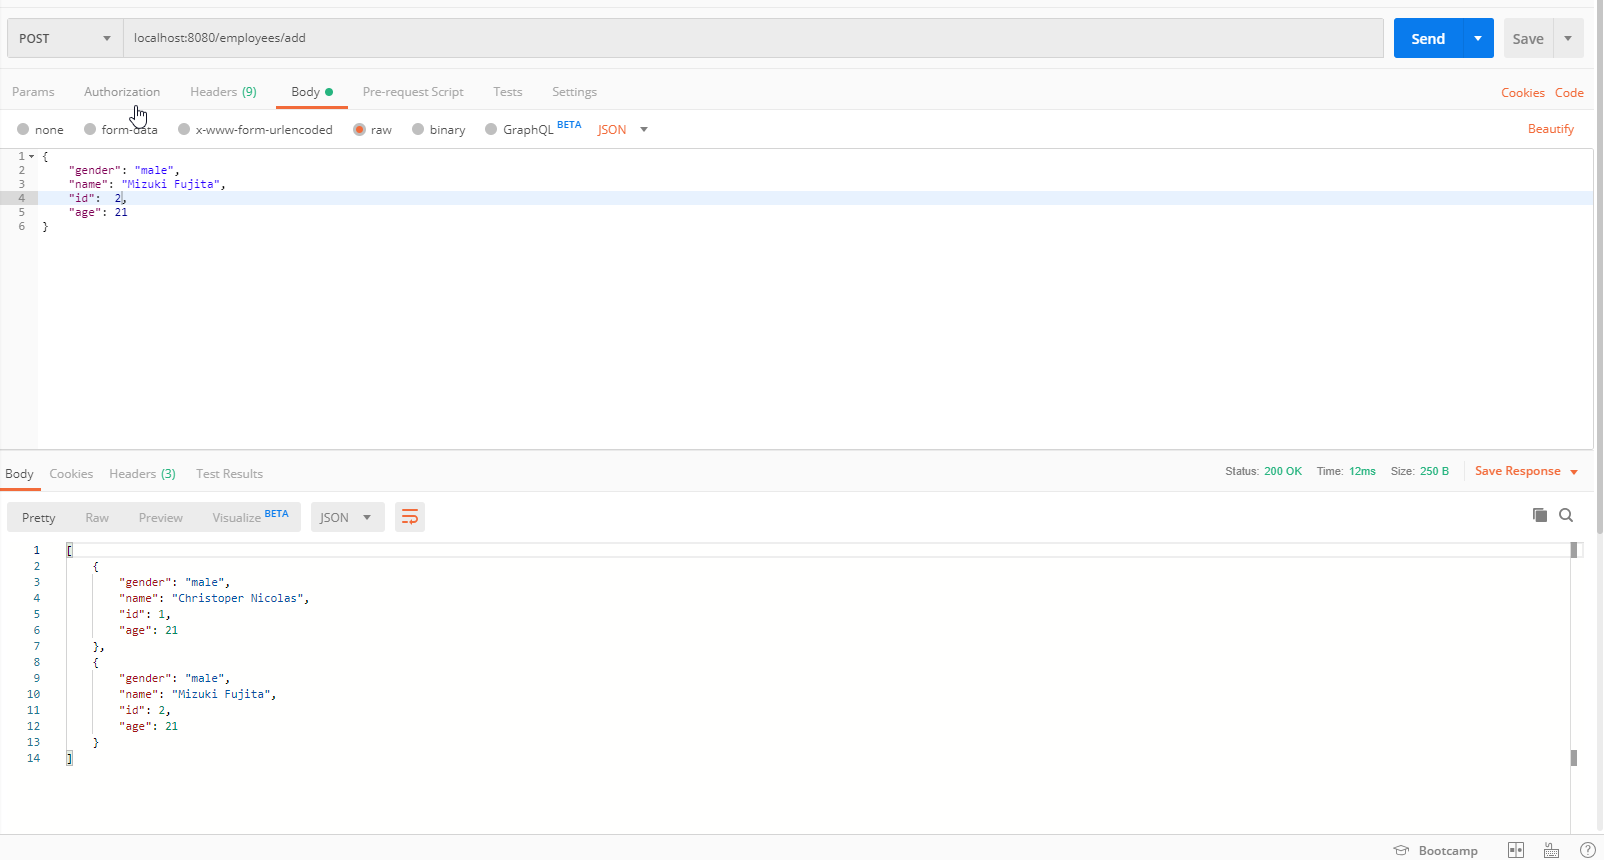 POST localhost:8080/employees/add Send Save
Params Authorization Headers (9) Body Pre-request Script Tests Settings Cookies Code
none form-data x-www-form-urlencoded raw binary GraphQL BETA JSON Beautify
1 {
2 "gender": "male",
3 "name": "Mizuki Fujita",
4 "id":  2,
5 "age": 21
6 }
Body Cookies Headers (3) Test Results Status: 200 OK Time: 12ms Size: 250 B Save Response
Pretty Raw Preview Visualize BETA JSON
1 [
2 {
3 "gender": "male",
4 "name": "Christoper Nicolas",
5 "id": 1,
6 "age": 21
7 },
8 {
9 "gender": "male",
10 "name": "Mizuki Fujita",
11 "id": 2,
12 "age": 21
13 }
14 ]
Bootcamp